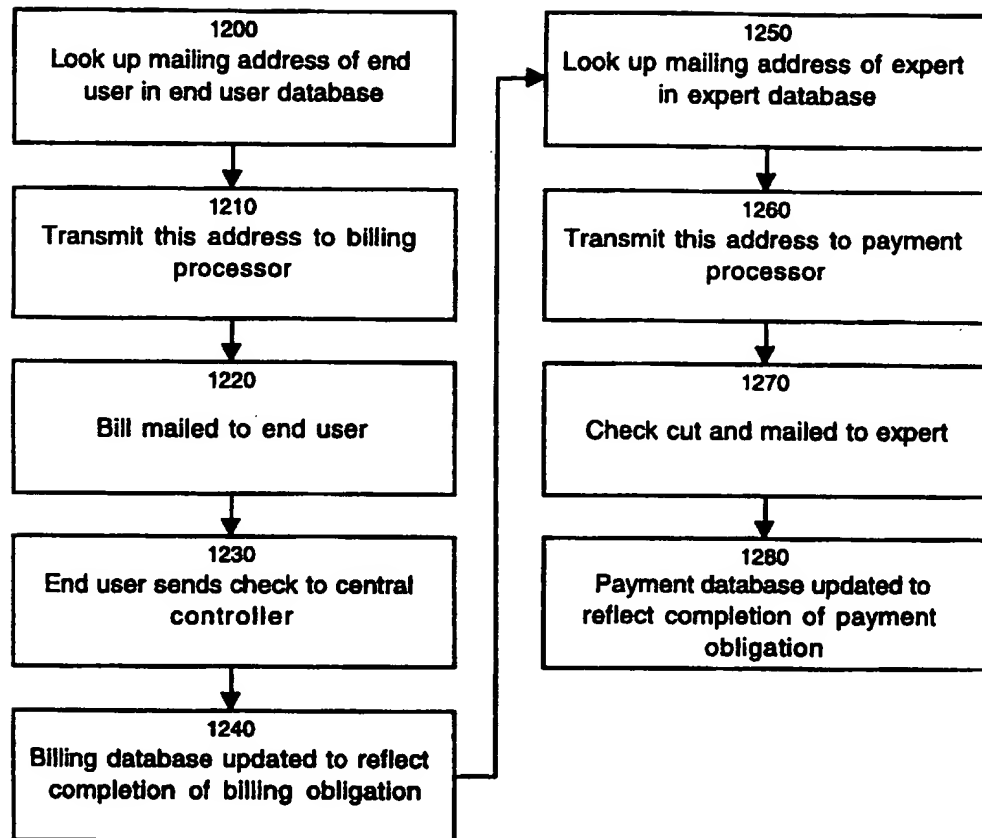 1200
Look up mailing address of end
user in end user database
1210
Transmit this address to billing
processor
1220
Bill mailed to end user
1230
End user sends check to central
controller
1240
Billing database updated to reflect
completion of billing obligation
1250
Look up mailing address of expert
in expert database
1260
Transmit this address to payment
processor
1270
Check cut and mailed to expert
1280
Payment database updated to
reflect completion of payment
obligation